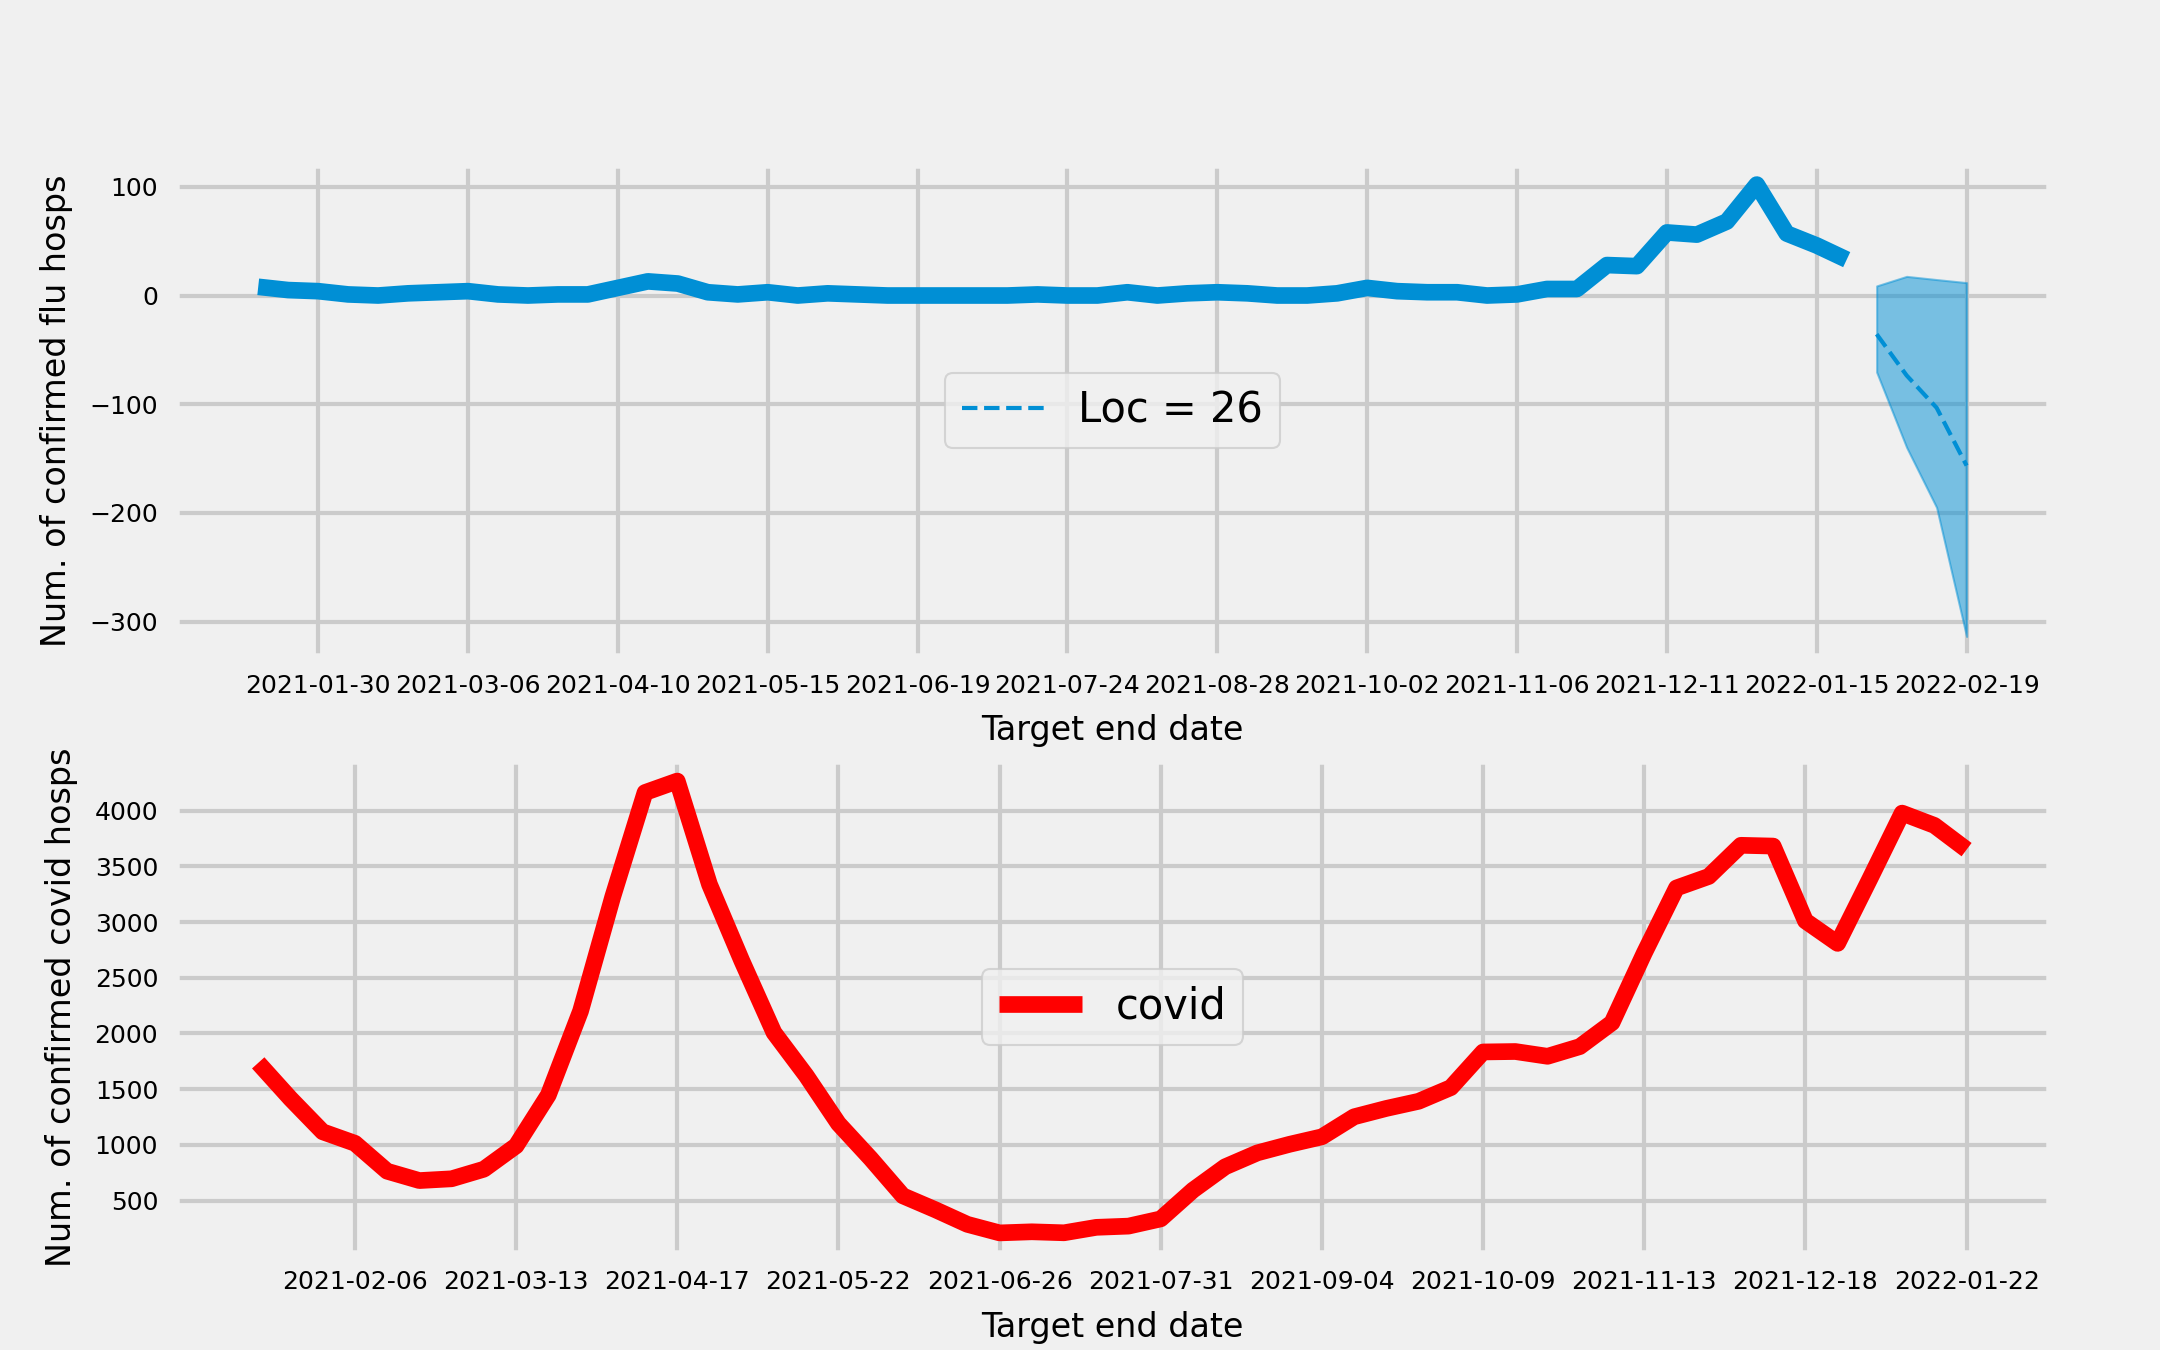 Num. of confirmed flu hosps
100
0
−100
−200
−300
Loc = 26
2021-01-30 2021-03-06 2021-04-10 2021-05-15 2021-06-19 2021-07-24 2021-08-28 2021-10-02 2021-11-06 2021-12-11 2022-01-15 2022-02-19
Target end date
Num. of confirmed covid hosps
4000
3500
3000
2500
2000
1500
1000
500
covid
2021-02-06 2021-03-13 2021-04-17 2021-05-22 2021-06-26 2021-07-31 2021-09-04 2021-10-09 2021-11-13 2021-12-18 2022-01-22
Target end date